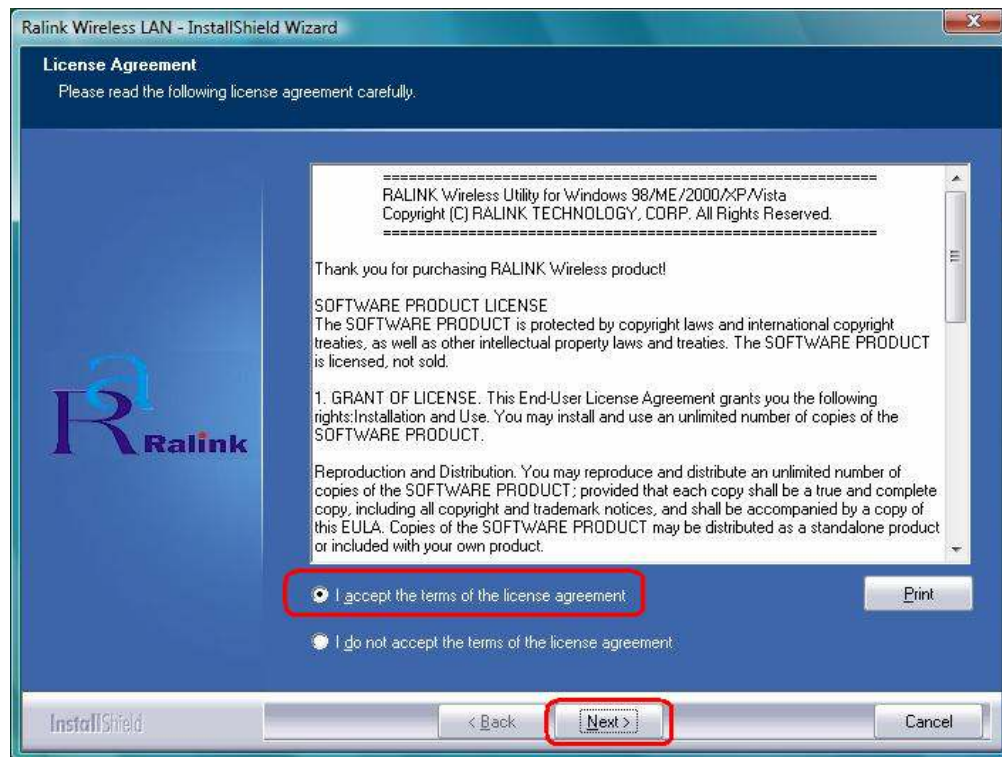 Ralink Wireless LAN - InstallShield Wizard
License Agreement
Please read the following license agreement carefully.
===========================================================
RALINK Wireless Utility for Windows 98/ME/2000/XP/Vista
Copyright (C) RALINK TECHNOLOGY, CORP. All Rights Reserved.
===========================================================
Thank you for purchasing RALINK Wireless product!
SOFTWARE PRODUCT LICENSE
The SOFTWARE PRODUCT is protected by copyright laws and international copyright
treaties, as well as other intellectual property laws and treaties. The SOFTWARE PRODUCT
is licensed, not sold.
1. GRANT OF LICENSE. This End-User License Agreement grants you the following
rights:Installation and Use. You may install and use an unlimited number of copies of the
SOFTWARE PRODUCT.
Reproduction and Distribution. You may reproduce and distribute an unlimited number of
copies of the SOFTWARE PRODUCT; provided that each copy shall be a true and complete
copy, including all copyright and trademark notices, and shall be accompanied by a copy of
this EULA. Copies of the SOFTWARE PRODUCT may be distributed as a standalone product
or included with your own product.
Ralink
I accept the terms of the license agreement
Print
I do not accept the terms of the license agreement
InstallShield
< Back
Next >
Cancel